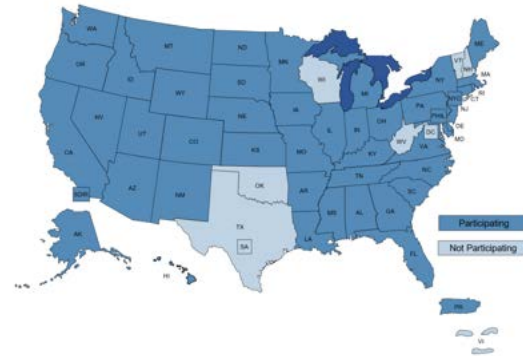 WA
MT
ND
MN
ME
OR
ID
SD
WI
VT
NH
MA
WY
MI
NY
RI
CT
NV
NE
IA
PA
NJ
CA
UT
CO
IL
IN
OH
PHIL
DE
MD
DC
WV
VA
KS
MO
KY
AZ
NM
OK
AR
TN
NC
SC
MS
AL
GA
TX
SA
LA
FL
AK
HI
PR
VI
Participating
Not Participating